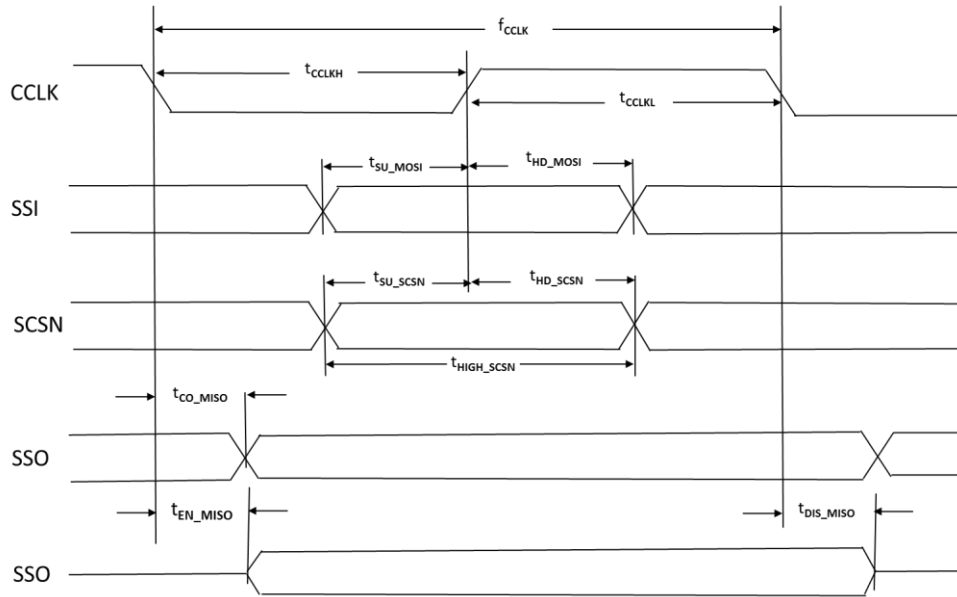 fCCLK
CCLK
tCCLKH
tCCLKL
tSU_MOSI
tHD_MOSI
SSI
tSU_SCSN
tHD_SCSN
SCSN
tHIGH_SCSN
tCO_MISO
SSO
tEN_MISO
tDIS_MISO
SSO